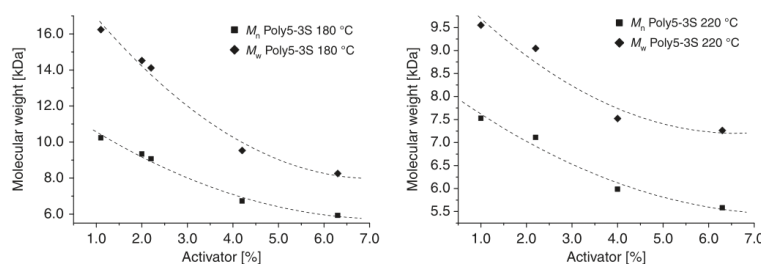 Molecular weight [kDa]
16.0
14.0
12.0
10.0
8.0
6.0
1.0 2.0 3.0 4.0 5.0 6.0 7.0
Activator [%]
Mn Poly5-3S 180 °C
Mw Poly5-3S 180 °C
Molecular weight [kDa]
9.5
9.0
8.5
8.0
7.5
7.0
6.5
6.0
5.5
1.0 2.0 3.0 4.0 5.0 6.0 7.0
Activator [%]
Mn Poly5-3S 220 °C
Mw Poly5-3S 220 °C